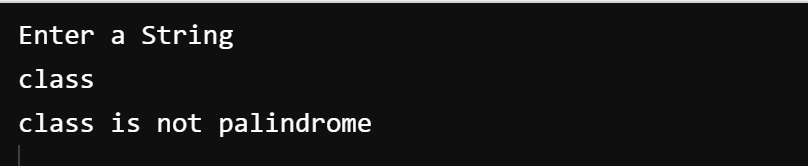 Enter a String
class
class is not palindrome